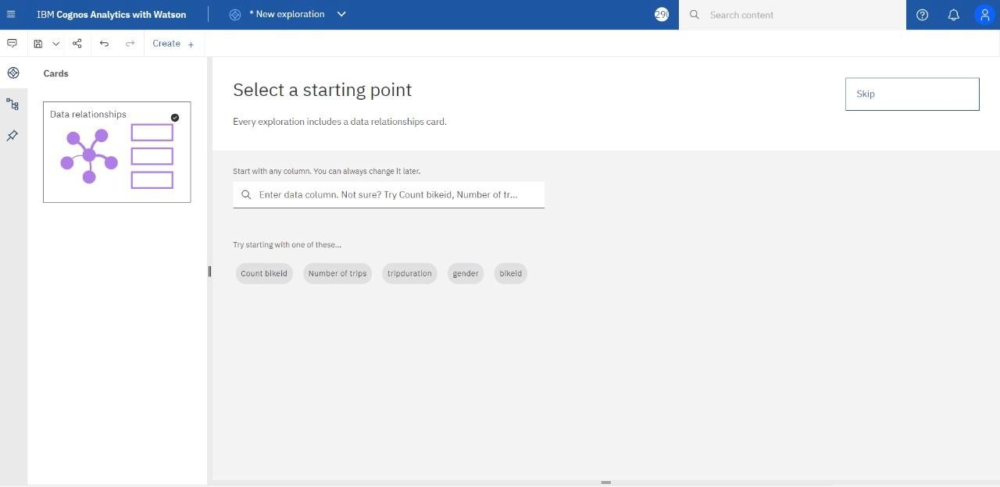 IBM Cognos Analytics with Watson
* New exploration
Search content
Create +
Cards
Data relationships
Select a starting point
Skip
Every exploration includes a data relationships card.
Start with any column. You can always change it later.
Enter data column. Not sure? Try Count bikeid, Number of tr...
Try starting with one of these...
Count bikeid
Number of trips
tripduration
gender
bikeid